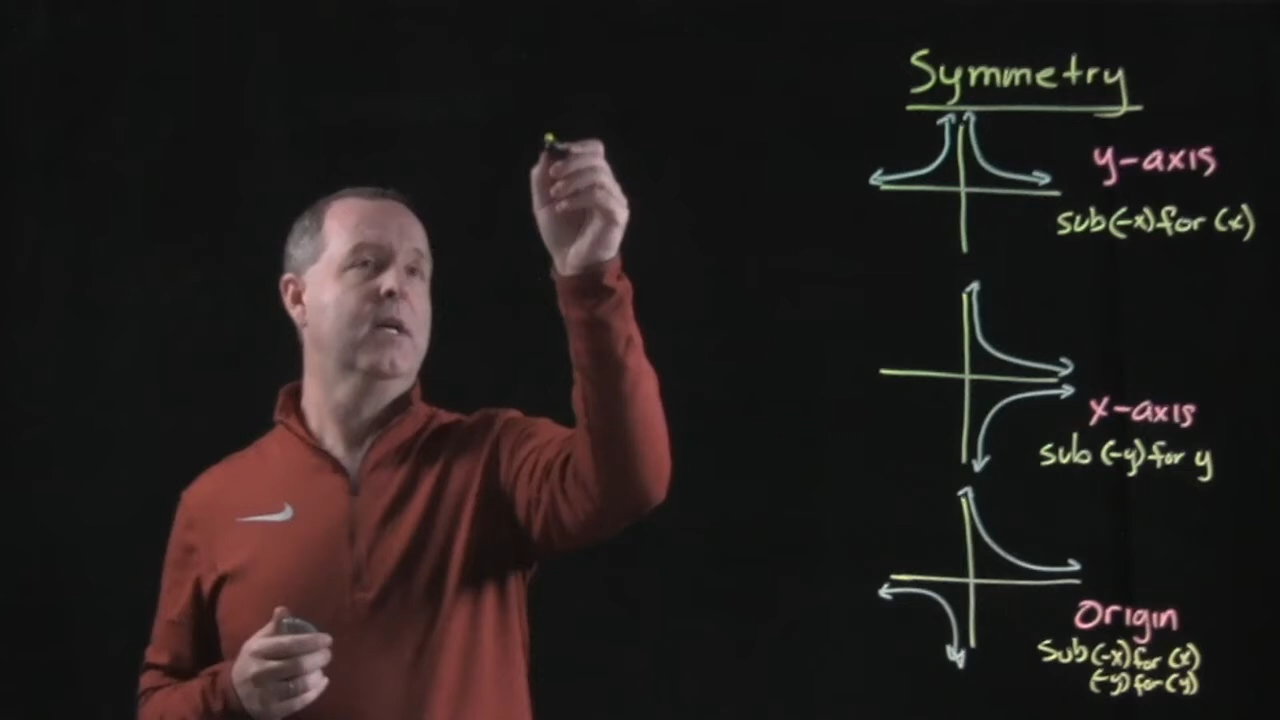 Symmetry
y-axis
sub(-x)for (x)
x-axis
sub (-y) for y
origin
Sub(-x)for (x)
(-y) for (y)